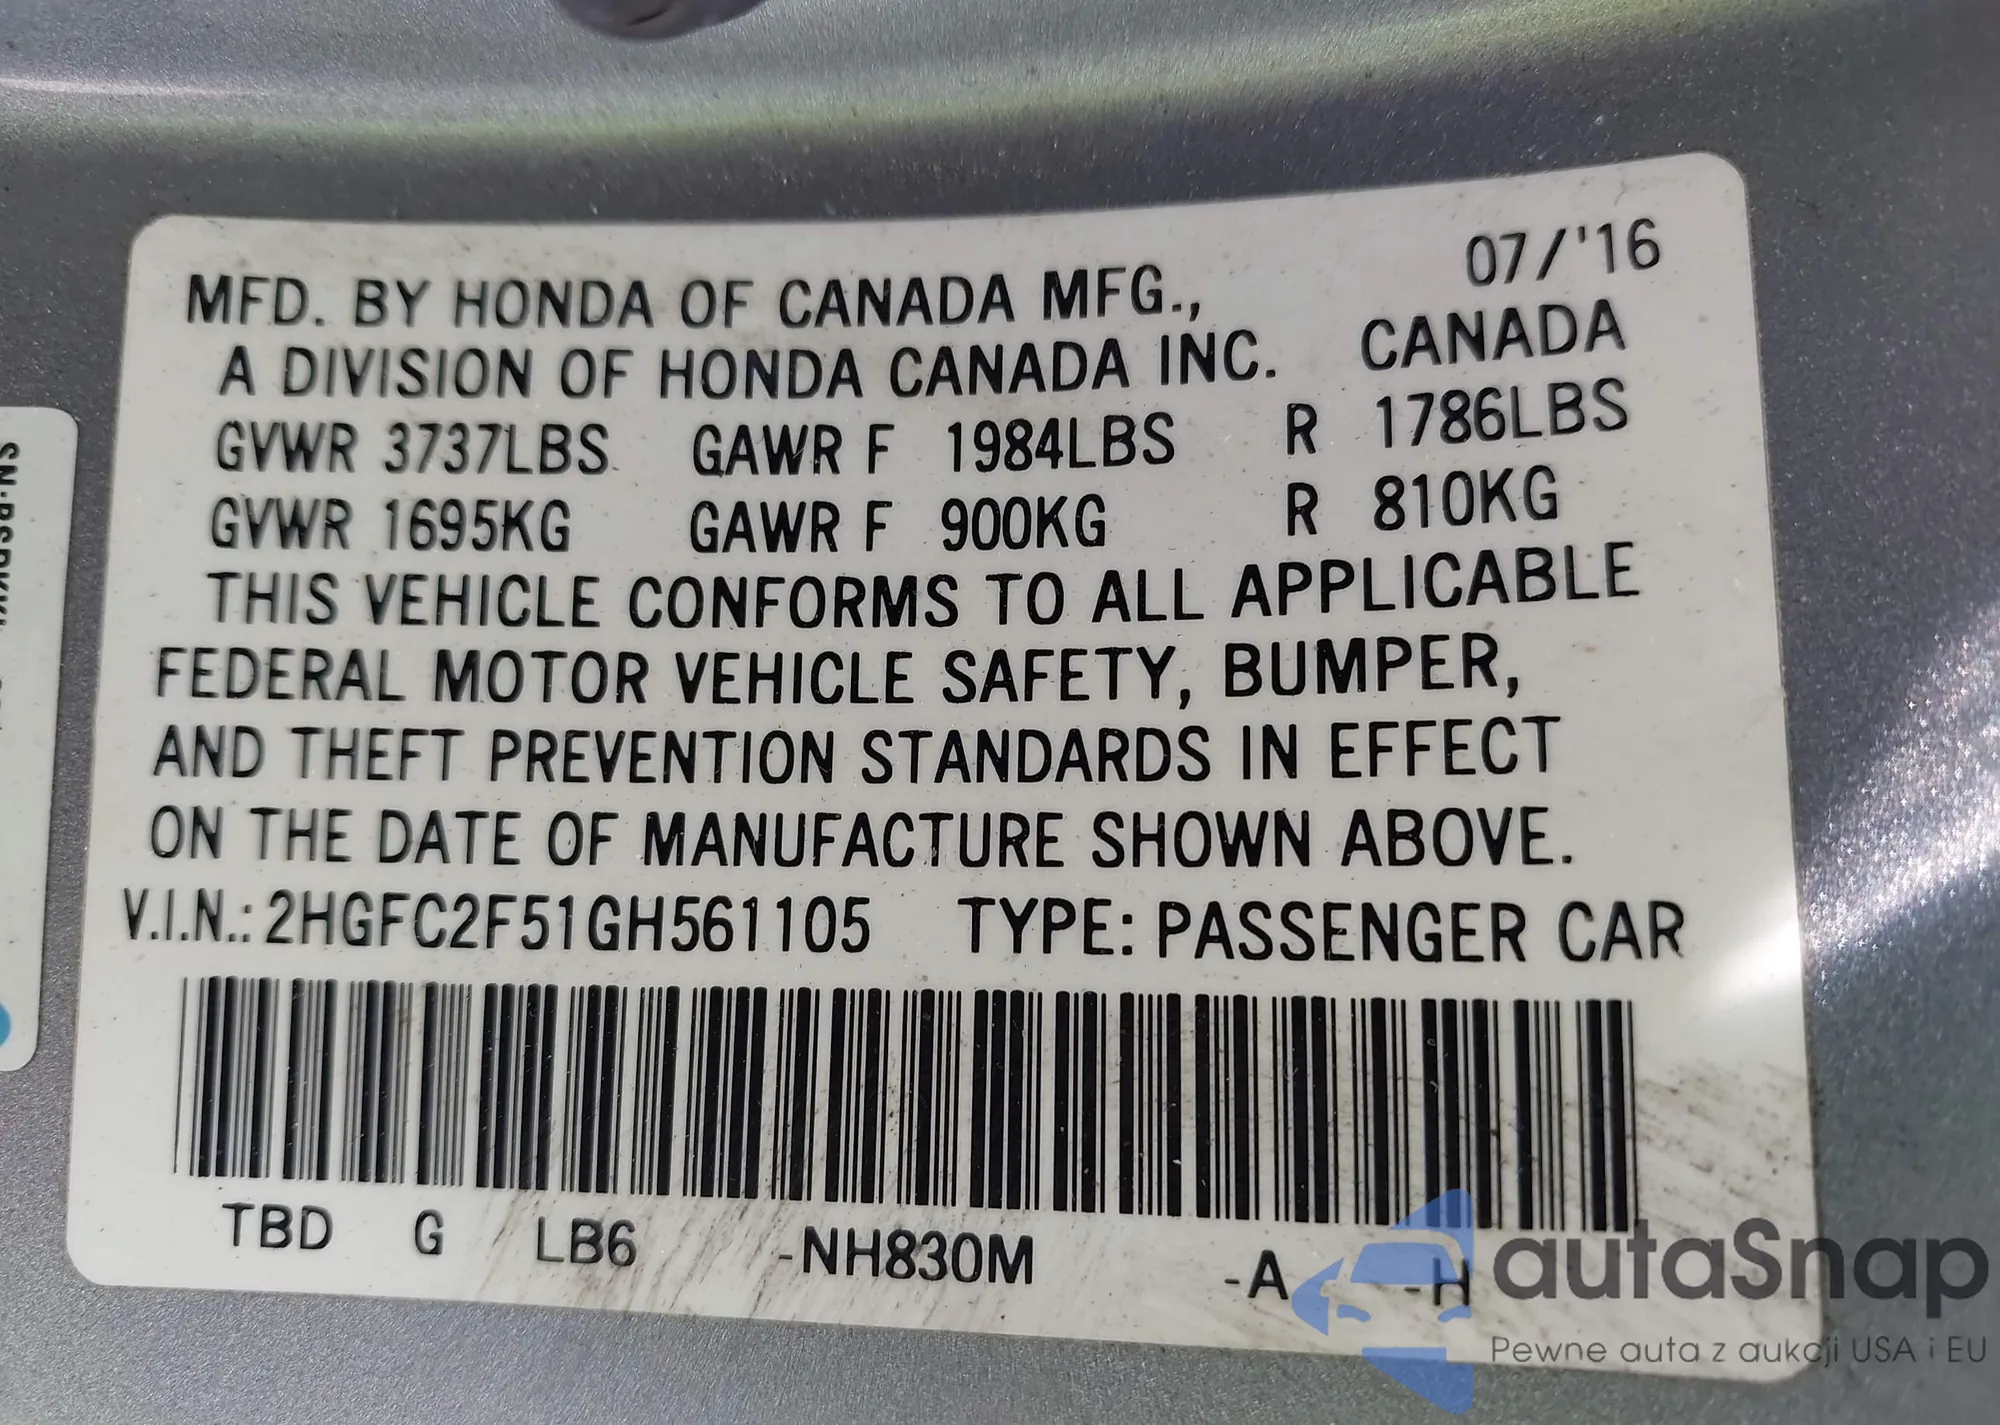 07/'16
MFD. BY HONDA OF CANADA MFG.,
A DIVISION OF HONDA CANADA INC. CANADA
GVWR 3737LBS GAWR F 1984LBS R 1786LBS
GVWR 1695KG GAWR F 900KG R 810KG
THIS VEHICLE CONFORMS TO ALL APPLICABLE
FEDERAL MOTOR VEHICLE SAFETY, BUMPER,
AND THEFT PREVENTION STANDARDS IN EFFECT
ON THE DATE OF MANUFACTURE SHOWN ABOVE.
V.I.N.: 2HGFC2F51GH561105 TYPE: PASSENGER CAR
TBD G LB6 -NH830M -A -H
autaSnap
Pewne auta z aukcji USA i EU